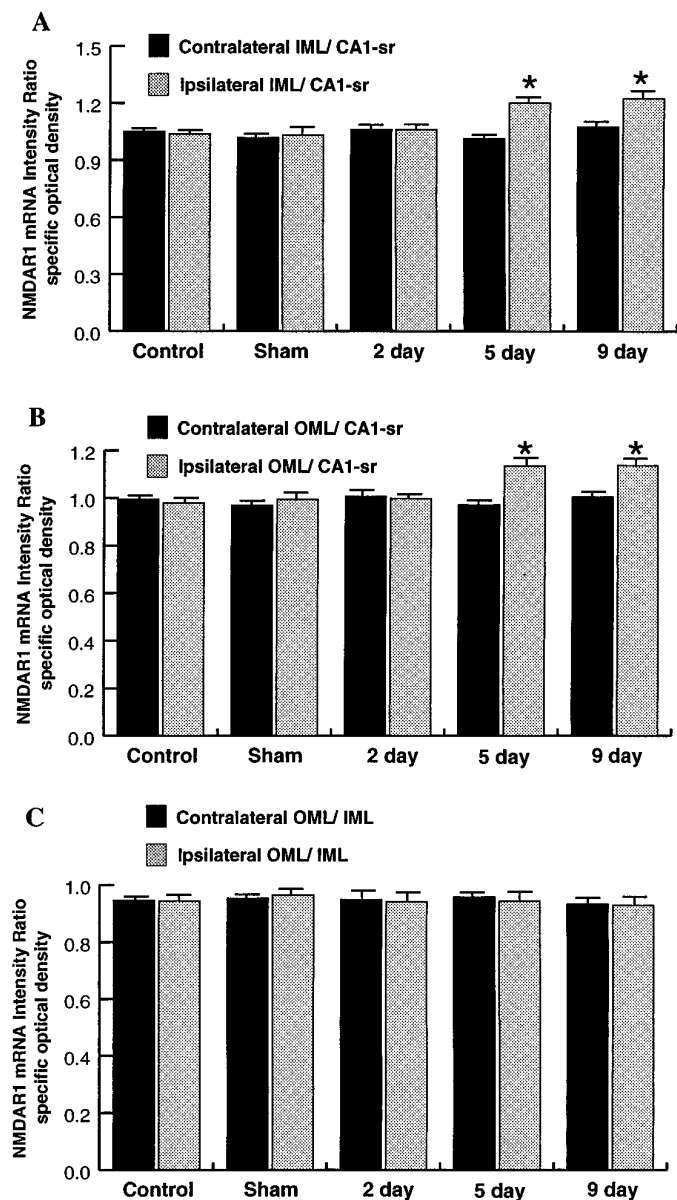 A
Contralateral IML/ CA1-sr
Ipsilateral IML/ CA1-sr
NMDAR1 mRNA Intensity Ratio
specific optical density
1.5
1.2
0.9
0.6
0.3
0.0
* *
Control Sham 2 day 5 day 9 day
B
Contralateral OML/ CA1-sr
Ipsilateral OML/ CA1-sr
NMDAR1 mRNA Intensity Ratio
specific optical density
1.2
1.0
0.8
0.6
0.4
0.2
0.0
* *
Control Sham 2 day 5 day 9 day
C
Contralateral OML/ IML
Ipsilateral OML/ IML
NMDAR1 mRNA Intensity Ratio
specific optical density
1.0
0.8
0.6
0.4
0.2
0.0
Control Sham 2 day 5 day 9 day